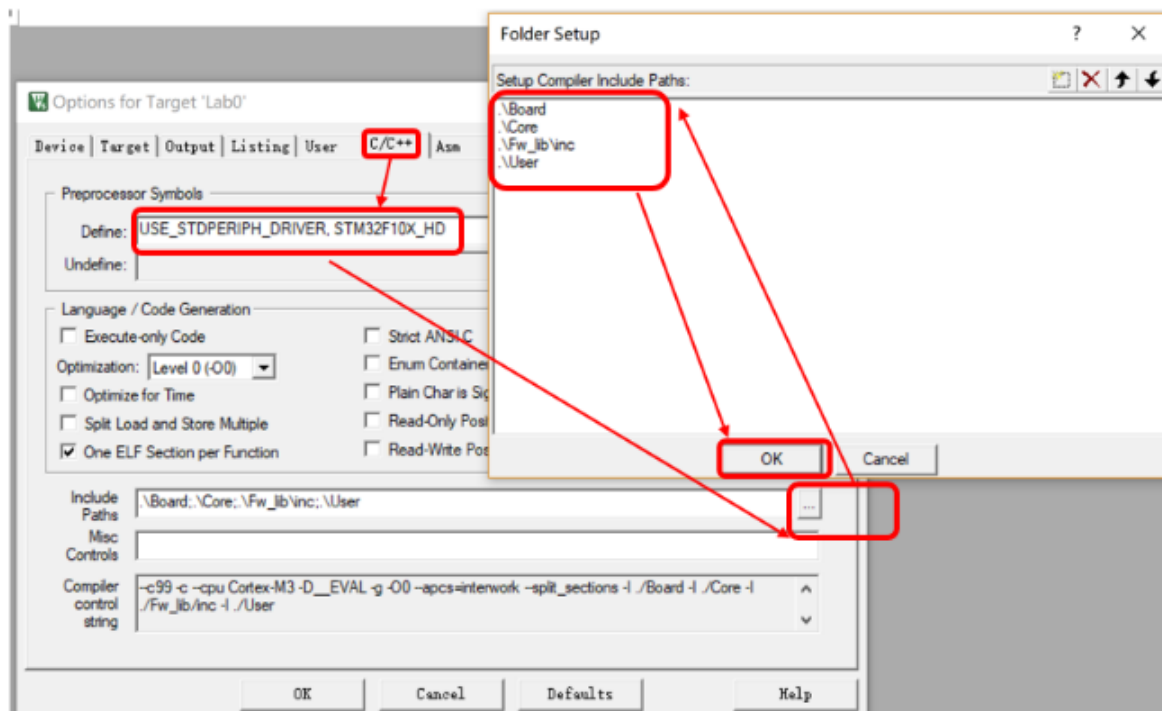 Folder Setup
?
Setup Compiler Include Paths:
.\Board
.\Core
.\Fw_lib\inc
.\User
OK
Cancel
Options for Target 'Lab0'
Device
Target
Output
Listing
User
C/C++
Asm
Preprocessor Symbols
Define:
USE_STDPERIPH_DRIVER, STM32F10X_HD
Undefine:
Language / Code Generation
Execute-only Code
Strict ANSI C
Optimization:
Level 0 (-O0)
Enum Container
Optimize for Time
Plain Char is Sig
Split Load and Store Multiple
Read-Only Posi
One ELF Section per Function
Read-Write Pos
Include
Paths
.\Board;.\Core;.\Fw_lib\inc;.\User
...
Misc
Controls
Compiler
control
string
--c99 -c --cpu Cortex-M3 -D__EVAL -g -O0 --apcs=interwork --split_sections -I ./Board -I ./Core -I
./Fw_lib/inc -I ./User
OK
Cancel
Defaults
Help